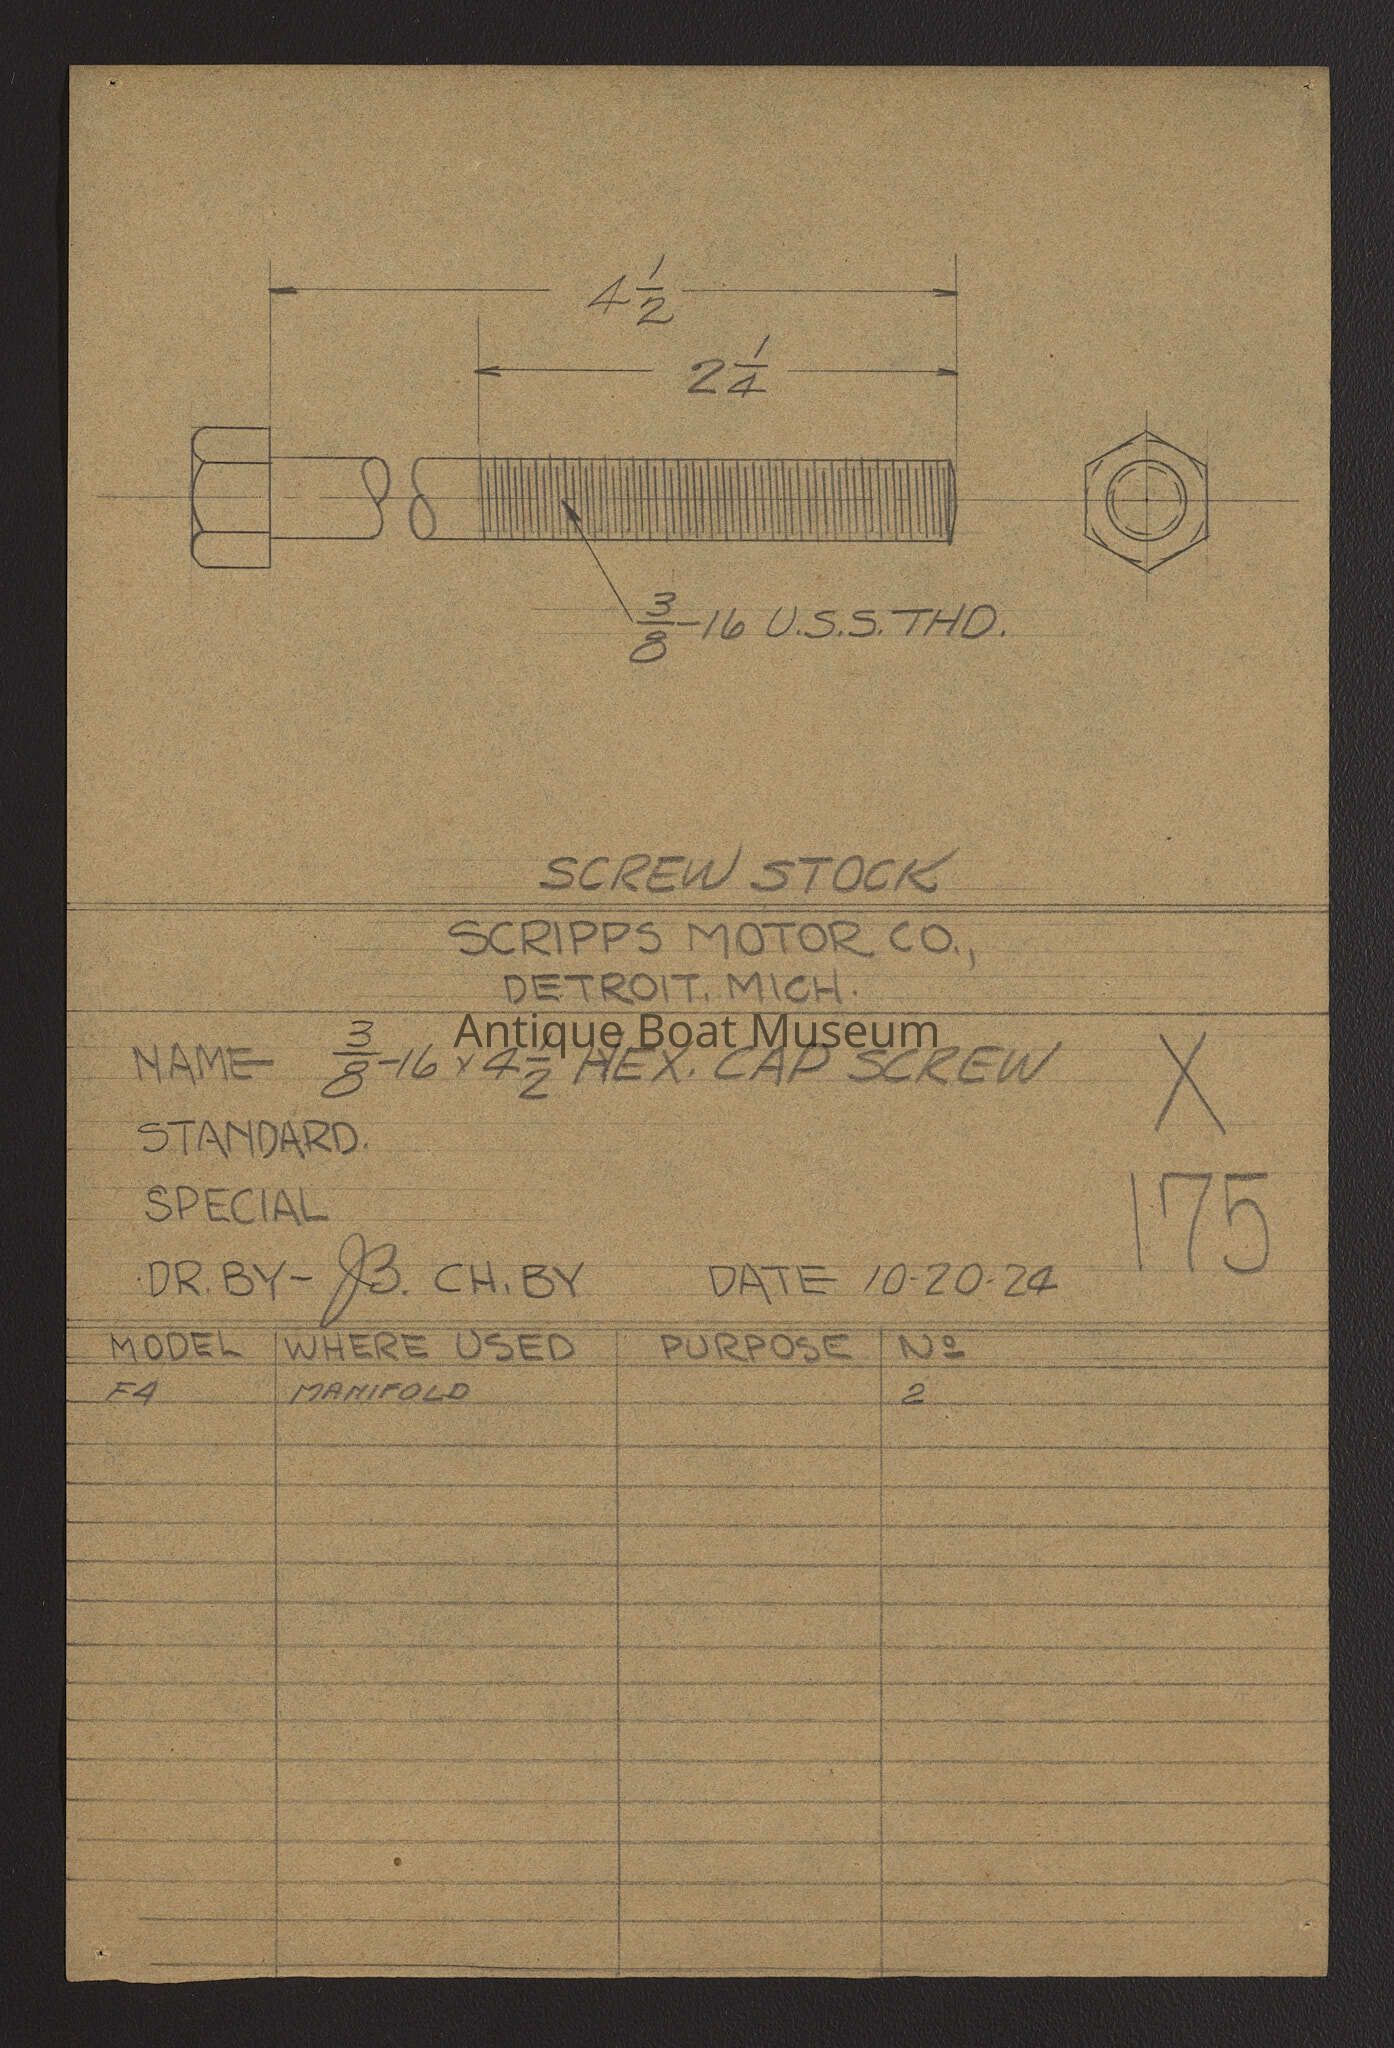 4 1/2
2 1/4
3/8-16 U.S.S. THD.
SCREW STOCK
SCRIPPS MOTOR CO.,
DETROIT, MICH.
Antique Boat Museum
NAME 3/8-16 x 4 1/2 HEX. CAP SCREW
X
STANDARD.
SPECIAL
175
DR. BY- JB. CH. BY DATE 10-20-24
MODEL WHERE USED PURPOSE No
F4 MANIFOLD 2